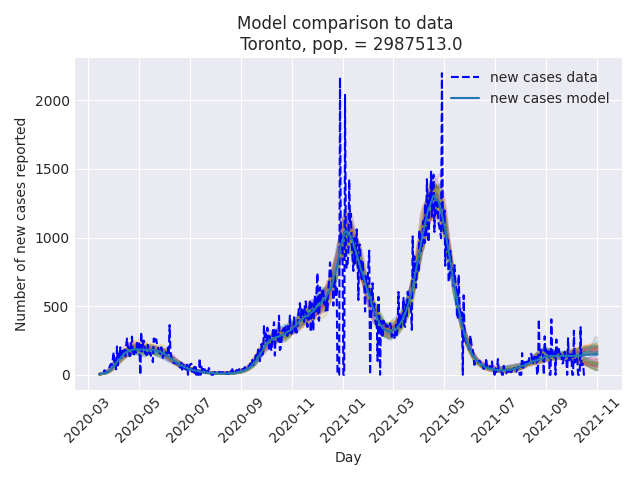 Model comparison to data
Toronto, pop. = 2987513.0
new cases data
new cases model
Number of new cases reported
2000
1500
1000
500
0
2020-03
2020-05
2020-07
2020-09
2020-11
2021-01
2021-03
2021-05
2021-07
2021-09
2021-11
Day